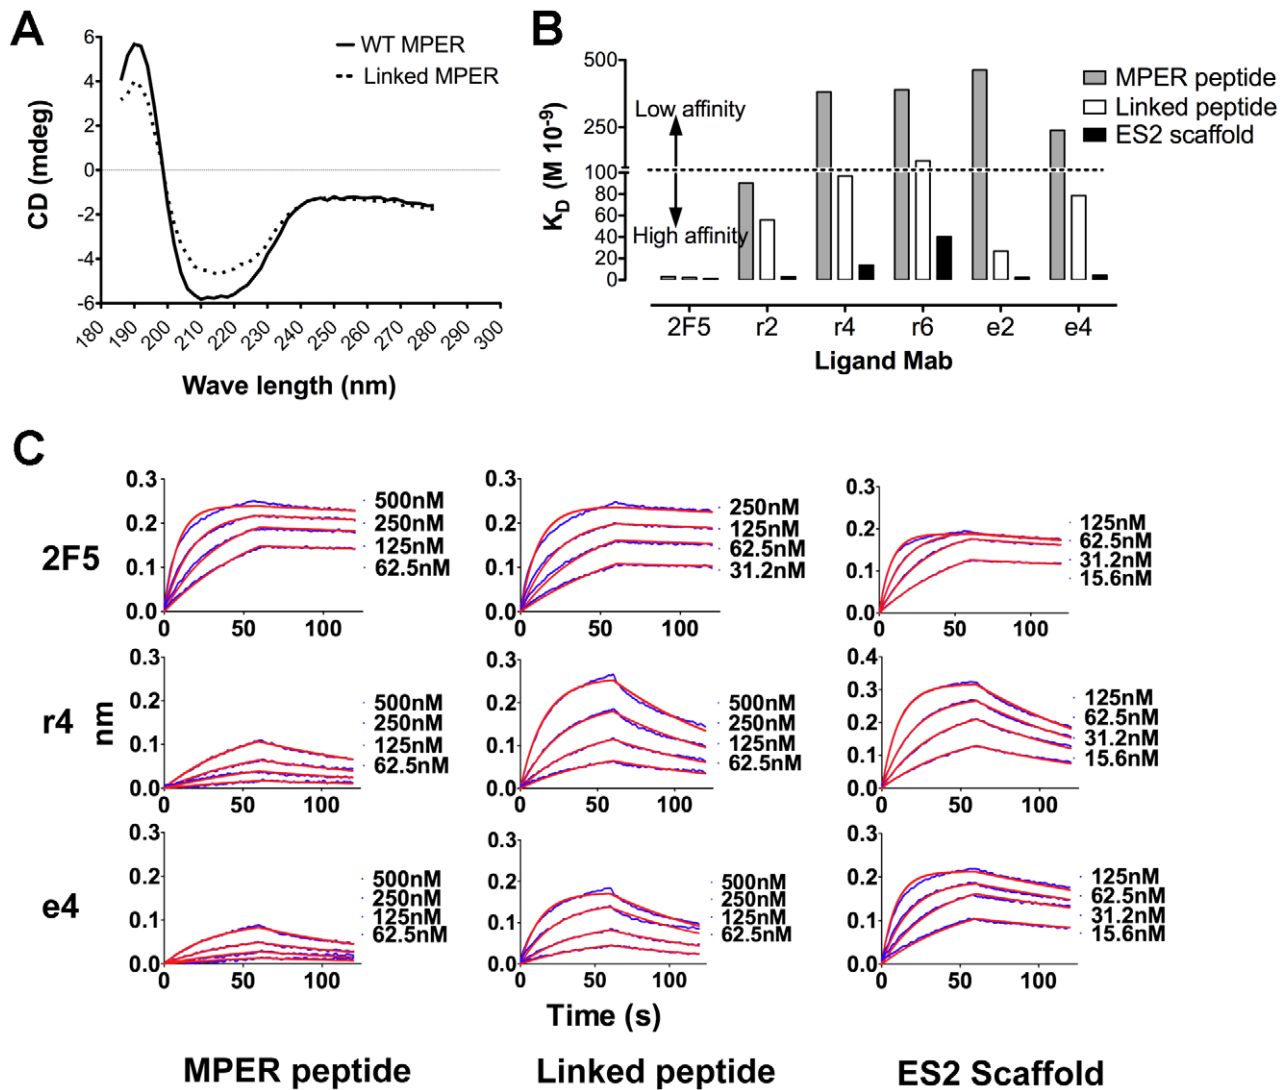 A
6
4
2
0
-2
-4
-6
CD (mdeg)
WT MPER
Linked MPER
180 190 200 210 220 230 240 250 260 270 280 290 300
Wave length (nm)
B
500
250
100
80
60
40
20
0
K_D (M 10^-9)
Low affinity
High affinity
MPER peptide
Linked peptide
ES2 scaffold
2F5 r2 r4 r6 e2 e4
Ligand Mab
C
2F5
0.3
0.2
0.1
0.0
0 50 100
500nM
250nM
125nM
62.5nM
0.3
0.2
0.1
0.0
0 50 100
250nM
125nM
62.5nM
31.2nM
0.3
0.2
0.1
0.0
0 50 100
125nM
62.5nM
31.2nM
15.6nM
r4
nm
0.3
0.2
0.1
0.0
0 50 100
500nM
250nM
125nM
62.5nM
0.3
0.2
0.1
0.0
0 50 100
500nM
250nM
125nM
62.5nM
0.4
0.3
0.2
0.1
0.0
0 50 100
125nM
62.5nM
31.2nM
15.6nM
e4
0.3
0.2
0.1
0.0
0 50 100
500nM
250nM
125nM
62.5nM
0.3
0.2
0.1
0.0
0 50 100
500nM
250nM
125nM
62.5nM
0.3
0.2
0.1
0.0
0 50 100
125nM
62.5nM
31.2nM
15.6nM
Time (s)
MPER peptide
Linked peptide
ES2 Scaffold